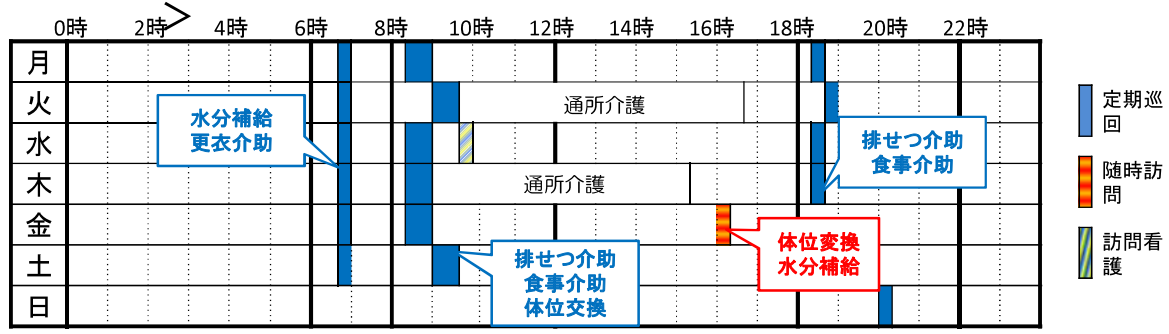 0時 2時 4時 6時 8時 10時 12時 14時 16時 18時 20時 22時
月
火 通所介護
水
木 通所介護
金
土
日
水分補給
更衣介助
排せつ介助
食事介助
体位交換
体位変換
水分補給
排せつ介助
食事介助
定期巡
回
随時訪
問
訪問看
護